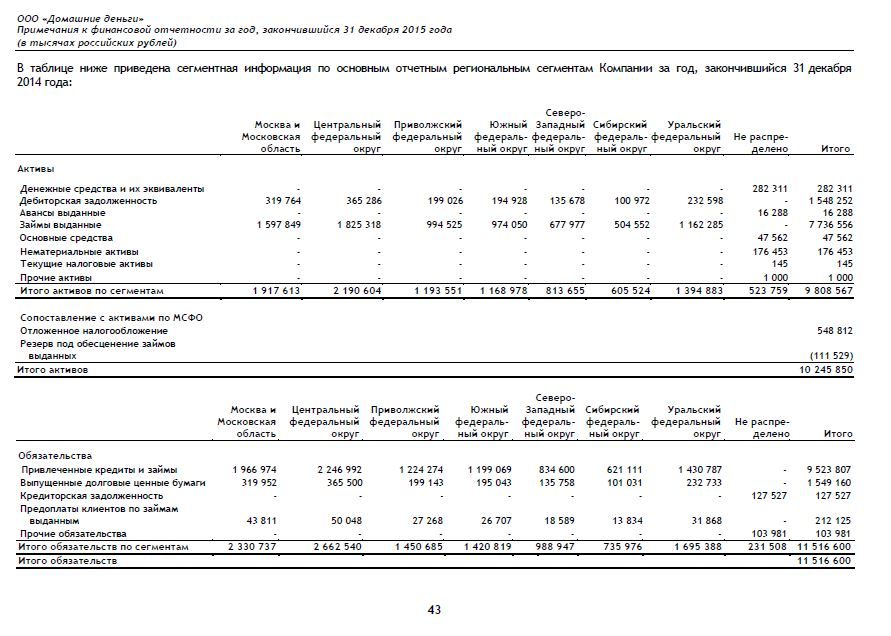 ООО «Домашние деньги»
Примечания к финансовой отчетности за год, закончившийся 31 декабря 2015 года
(в тысячах российских рублей)
В таблице ниже приведена сегментная информация по основным отчетным региональным сегментам Компании за год, закончившийся 31 декабря
2014 года:
Северо-
Москва и Центральный Приволжский Южный Западный Сибирский Уральский
Московская федеральный федеральный федераль- федераль- федераль- федеральный Не распре-
область округ округ ный округ ный округ ный округ округ делено Итого
Активы
Денежные средства и их эквиваленты - - - - - - - 282 311 282 311
Дебиторская задолженность 319 764 365 286 199 026 194 928 135 678 100 972 232 598 - 1 548 252
Авансы выданные - - - - - - - 16 288 16 288
Займы выданные 1 597 849 1 825 318 994 525 974 050 677 977 504 552 1 162 285 - 7 736 556
Основные средства - - - - - - - 47 562 47 562
Нематериальные активы - - - - - - - 176 453 176 453
Текущие налоговые активы - - - - - - - 145 145
Прочие активы - - - - - - - 1 000 1 000
Итого активов по сегментам 1 917 613 2 190 604 1 193 551 1 168 978 813 655 605 524 1 394 883 523 759 9 808 567
Сопоставление с активами по МСФО
Отложенное налогообложение 548 812
Резерв под обесценение займов
выданных (111 529)
Итого активов 10 245 850
Северо-
Москва и Центральный Приволжский Южный Западный Сибирский Уральский
Московская федеральный федеральный федераль- федераль- федераль- федеральный Не распре-
область округ округ ный округ ный округ ный округ округ делено Итого
Обязательства
Привлеченные кредиты и займы 1 966 974 2 246 992 1 224 274 1 199 069 834 600 621 111 1 430 787 - 9 523 807
Выпущенные долговые ценные бумаги 319 952 365 500 199 143 195 043 135 758 101 031 232 733 - 1 549 160
Кредиторская задолженность - - - - - - - 127 527 127 527
Предоплаты клиентов по займам
выданным 43 811 50 048 27 268 26 707 18 589 13 834 31 868 - 212 125
Прочие обязательства - - - - - - - 103 981 103 981
Итого обязательств по сегментам 2 330 737 2 662 540 1 450 685 1 420 819 988 947 735 976 1 695 388 231 508 11 516 600
Итого обязательств 11 516 600
43